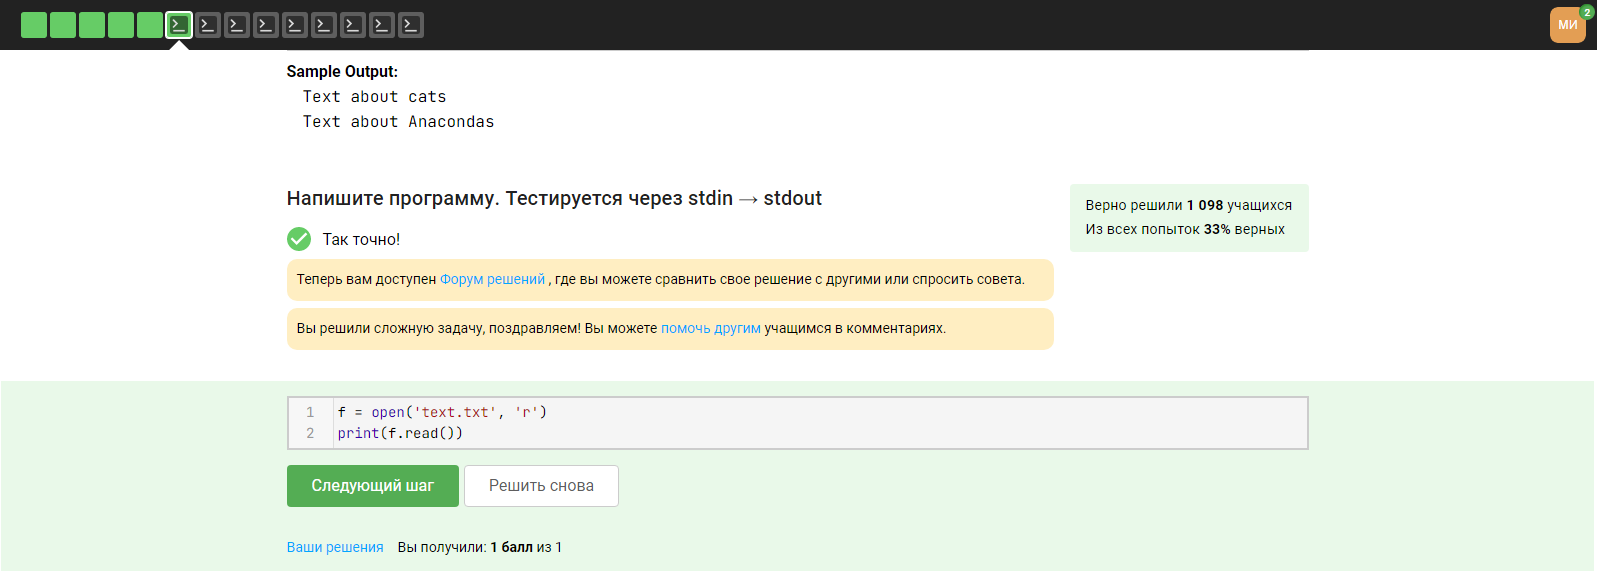 МИ
2
Sample Output:
Text about cats
Text about Anacondas
Напишите программу. Тестируется через stdin → stdout
Верно решили 1 098 учащихся
Из всех попыток 33% верных
Так точно!
Теперь вам доступен Форум решений , где вы можете сравнить свое решение с другими или спросить совета.
Вы решили сложную задачу, поздравляем! Вы можете помочь другим учащимся в комментариях.
1 f = open('text.txt', 'r')
2 print(f.read())
Следующий шаг Решить снова
Ваши решения Вы получили: 1 балл из 1